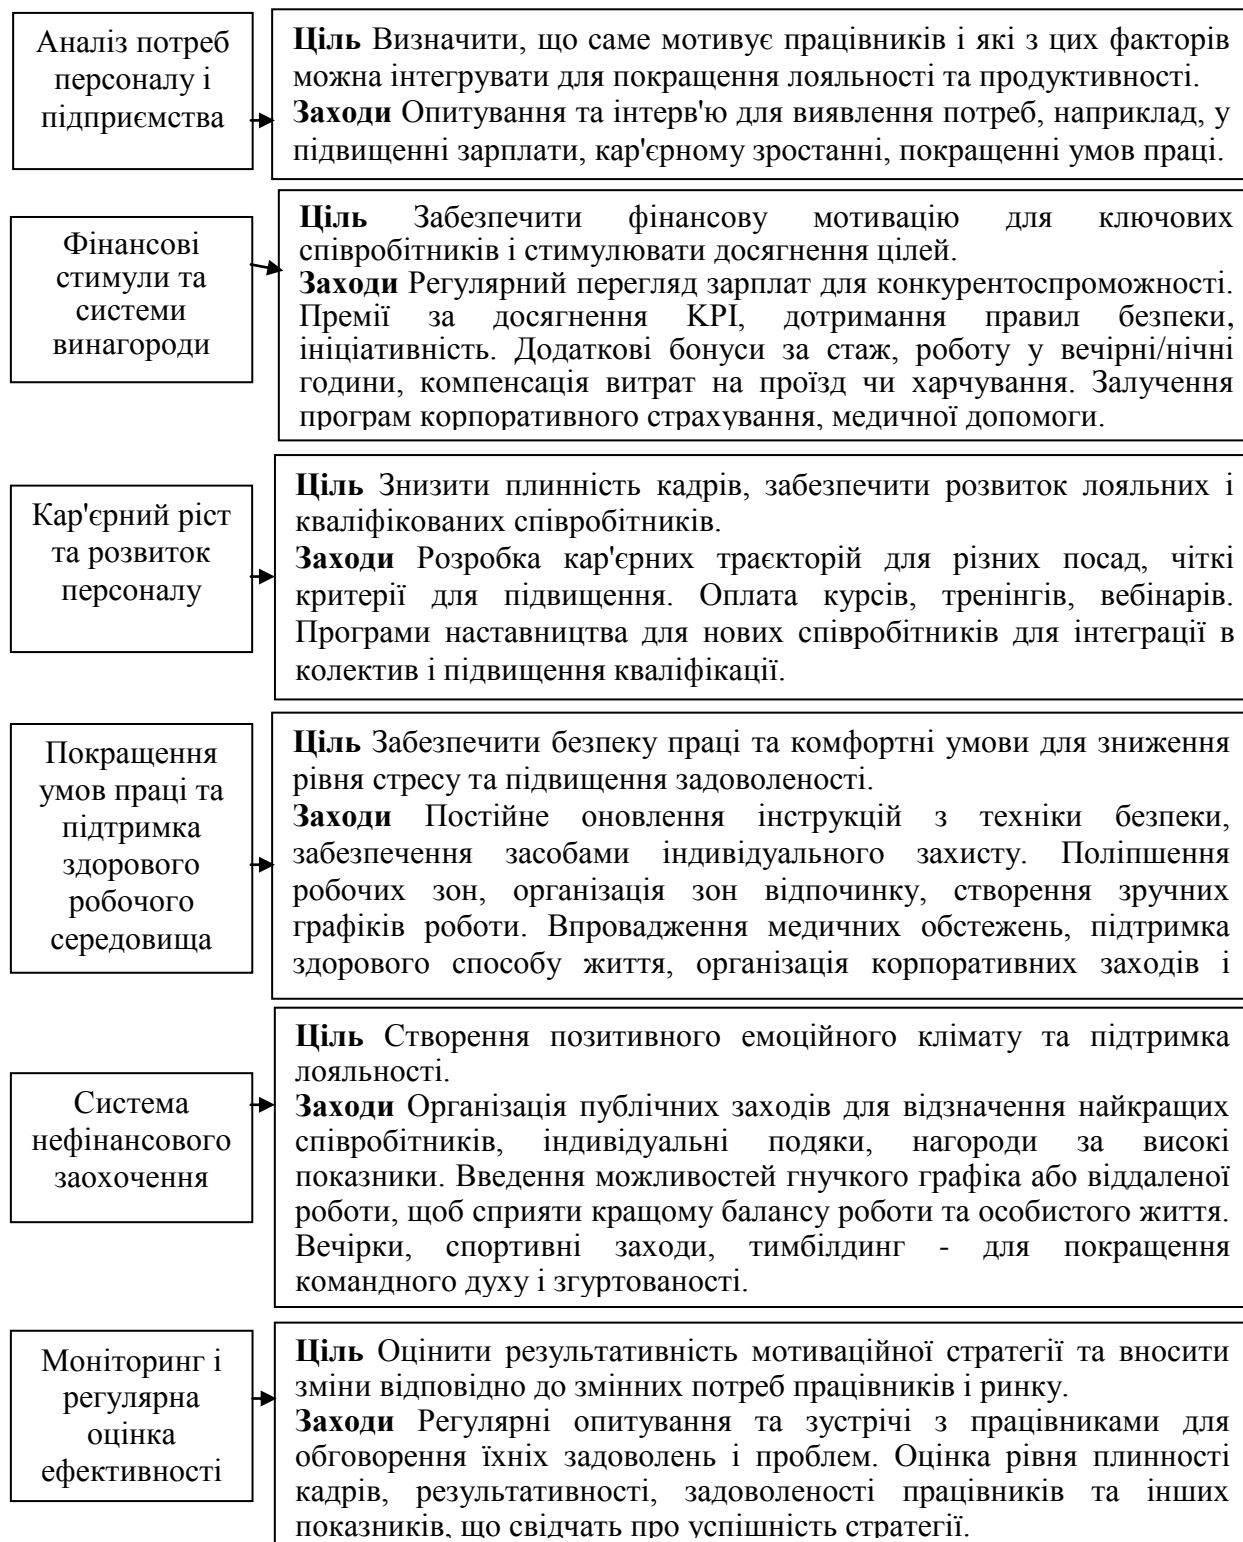 Аналіз потреб
персоналу і
підприємства
Ціль Визначити, що саме мотивує працівників і які з цих факторів
можна інтегрувати для покращення лояльності та продуктивності.
Заходи Опитування та інтерв'ю для виявлення потреб, наприклад, у
підвищенні зарплати, кар'єрному зростанні, покращенні умов праці.
Фінансові
стимули та
системи
винагороди
Ціль Забезпечити фінансову мотивацію для ключових
співробітників і стимулювати досягнення цілей.
Заходи Регулярний перегляд зарплат для конкурентоспроможності.
Премії за досягнення KPI, дотримання правил безпеки,
ініціативність. Додаткові бонуси за стаж, роботу у вечірні/нічні
години, компенсація витрат на проїзд чи харчування. Залучення
програм корпоративного страхування, медичної допомоги.
Кар'єрний ріст
та розвиток
персоналу
Ціль Знизити плинність кадрів, забезпечити розвиток лояльних і
кваліфікованих співробітників.
Заходи Розробка кар'єрних траєкторій для різних посад, чіткі
критерії для підвищення. Оплата курсів, тренінгів, вебінарів.
Програми наставництва для нових співробітників для інтеграції в
колектив і підвищення кваліфікації.
Покращення
умов праці та
підтримка
здорового
робочого
середовища
Ціль Забезпечити безпеку праці та комфортні умови для зниження
рівня стресу та підвищення задоволеності.
Заходи Постійне оновлення інструкцій з техніки безпеки,
забезпечення засобами індивідуального захисту. Поліпшення
робочих зон, організація зон відпочинку, створення зручних
графіків роботи. Впровадження медичних обстежень, підтримка
здорового способу життя, організація корпоративних заходів і
Система
нефінансового
заохочення
Ціль Створення позитивного емоційного клімату та підтримка
лояльності.
Заходи Організація публічних заходів для відзначення найкращих
співробітників, індивідуальні подяки, нагороди за високі
показники. Введення можливостей гнучкого графіка або віддаленої
роботи, щоб сприяти кращому балансу роботи та особистого життя.
Вечірки, спортивні заходи, тимбілдинг - для покращення
командного духу і згуртованості.
Моніторинг і
регулярна
оцінка
ефективності
Ціль Оцінити результативність мотиваційної стратегії та вносити
зміни відповідно до змінних потреб працівників і ринку.
Заходи Регулярні опитування та зустрічі з працівниками для
обговорення їхніх задоволень і проблем. Оцінка рівня плинності
кадрів, результативності, задоволеності працівників та інших
показників, що свідчать про успішність стратегії.